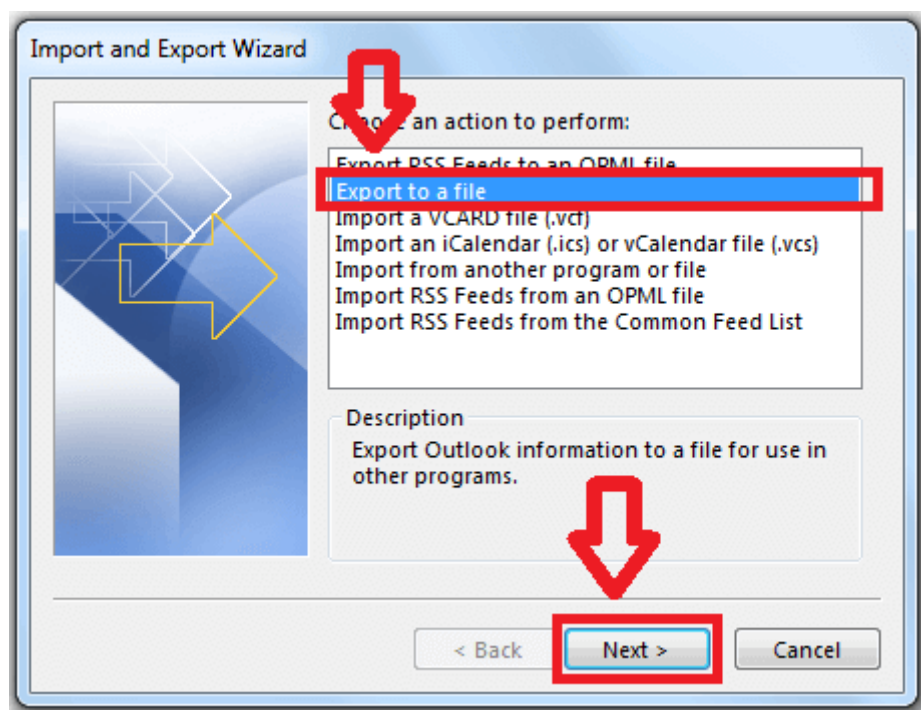 Import and Export Wizard
Choose an action to perform:
Export RSS Feeds to an OPML file
Export to a file
Import a VCARD file (.vcf)
Import an iCalendar (.ics) or vCalendar file (.vcs)
Import from another program or file
Import RSS Feeds from an OPML file
Import RSS Feeds from the Common Feed List
Description
Export Outlook information to a file for use in
other programs.
< Back Next > Cancel